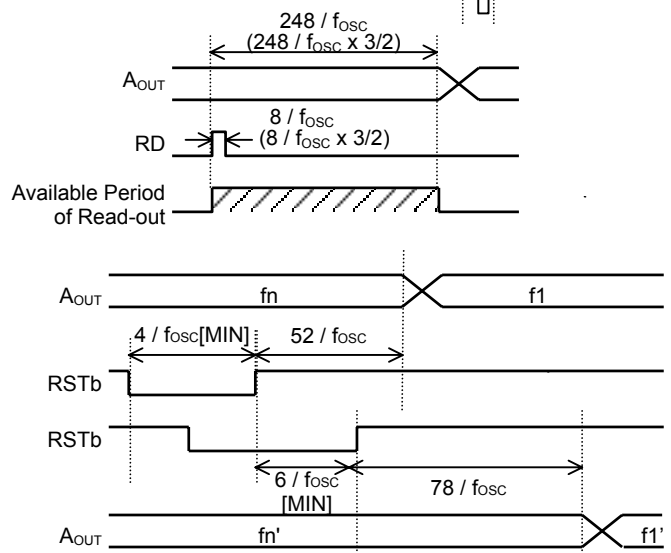 248 / fosc
(248 / fosc x 3/2)
AOUT
8 / fosc
RD
(8 / fosc x 3/2)
Available Period
of Read-out
AOUT
fn
f1
4 / fosc[MIN]
52 / fosc
RSTb
RSTb
6 / fosc
[MIN]
78 / fosc
AOUT
fn'
f1'